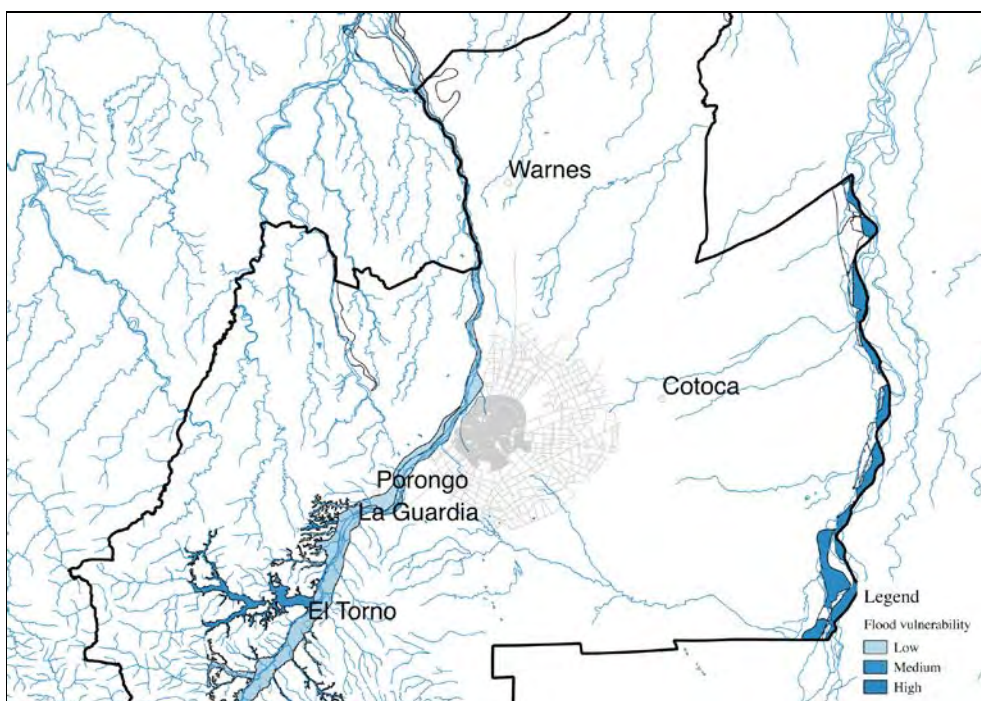 Warnes
Cotoca
Porongo
La Guardia
El Torno
Legend
Flood vulnerability
Low
Medium
High